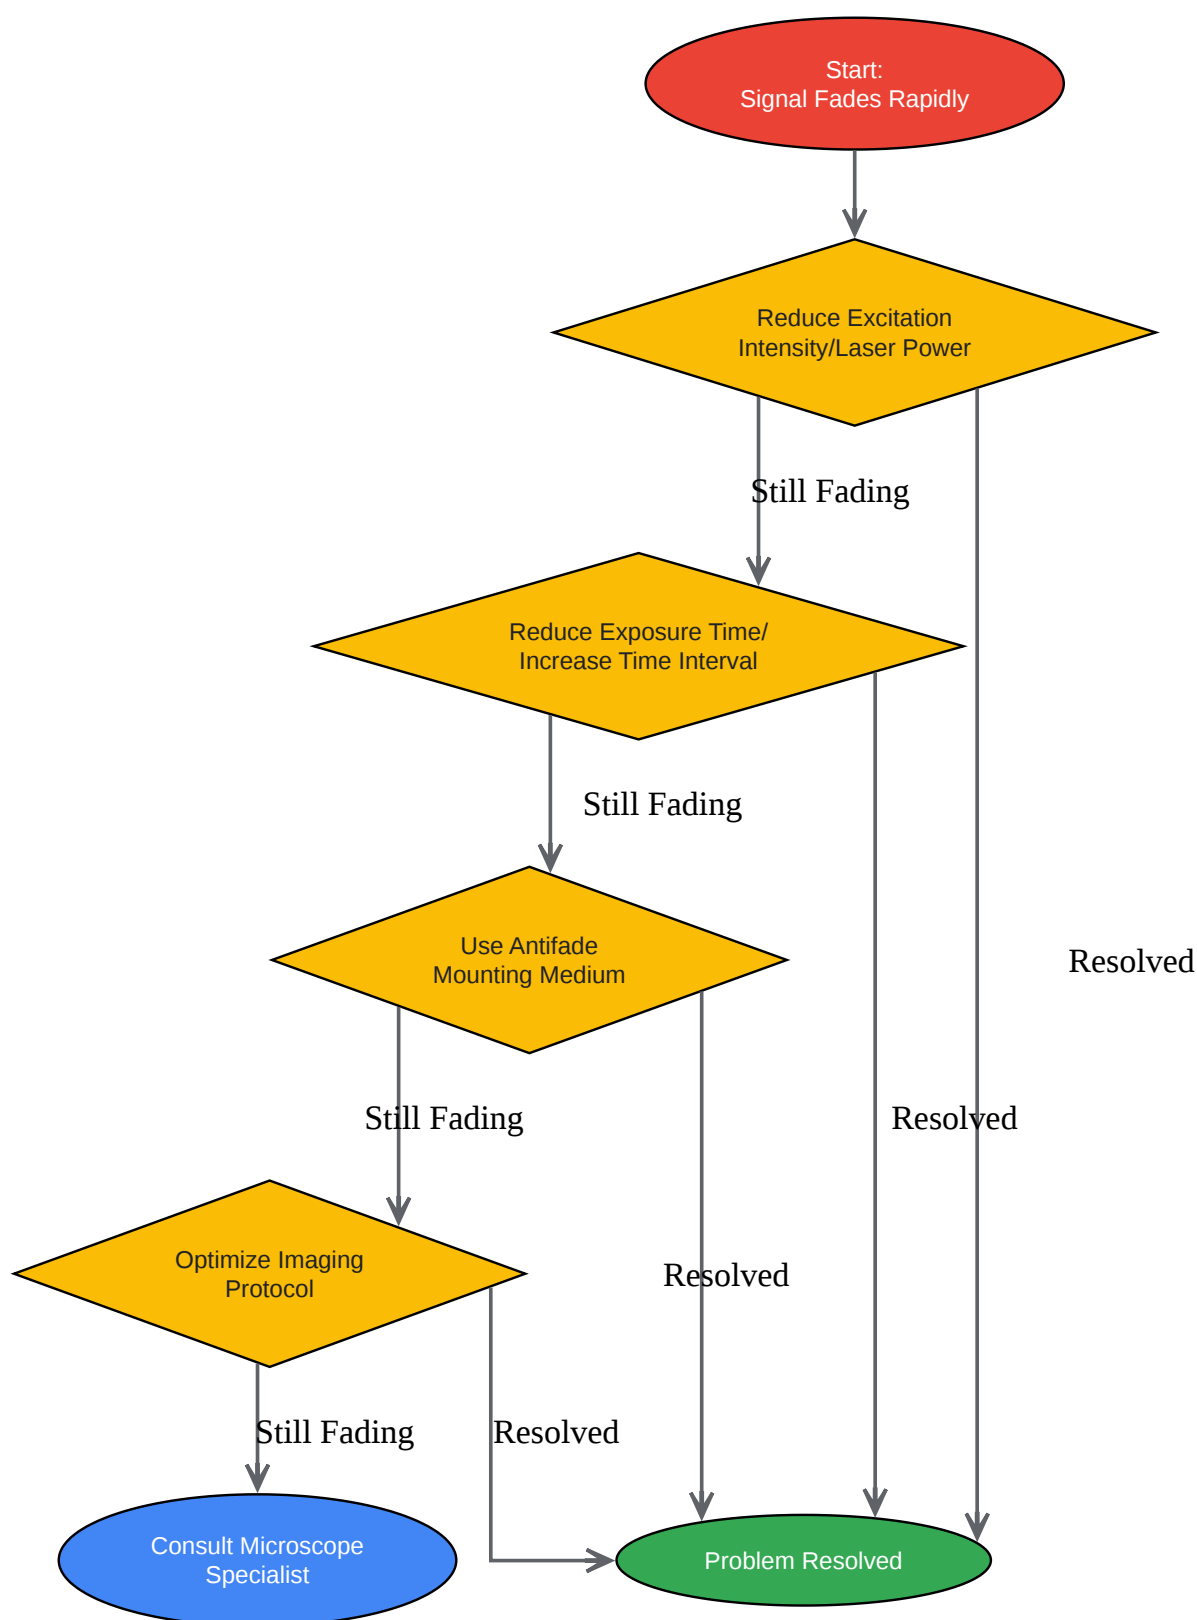 Start:
Signal Fades Rapidly
Reduce Excitation
Intensity/Laser Power
Still Fading
Reduce Exposure Time/
Increase Time Interval
Still Fading
Use Antifade
Mounting Medium
Resolved
Still Fading
Resolved
Optimize Imaging
Protocol
Resolved
Still Fading
Resolved
Consult Microscope
Specialist
Problem Resolved